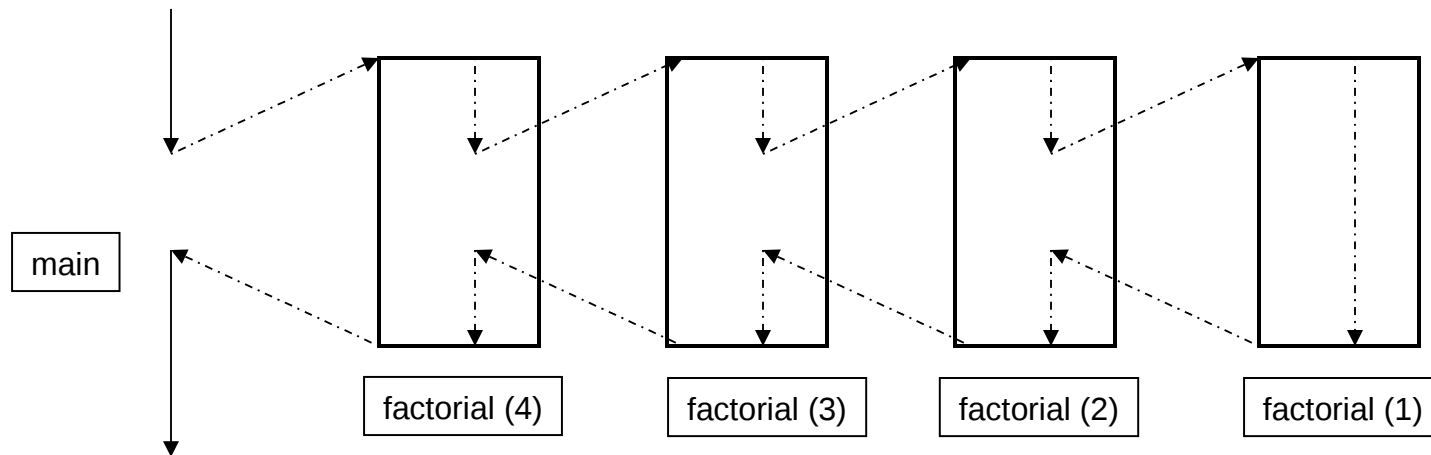 main
factorial (4)
factorial (3)
factorial (2)
factorial (1)